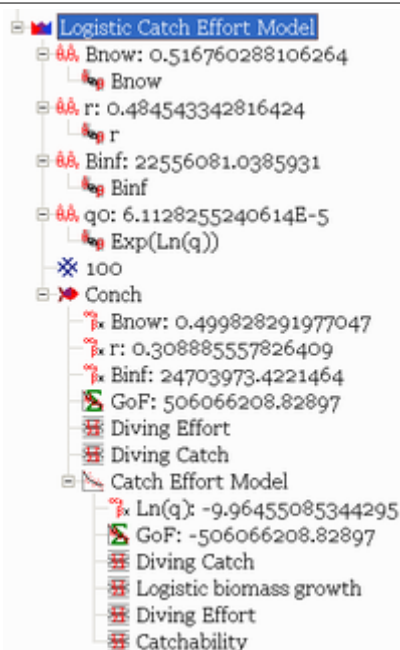 Logistic Catch Effort Model
Bnow: 0.516760288106264
Bnow
r: 0.484543342816424
r
Binf: 22556081.0385931
Binf
q0: 6.1128255240614E-5
Exp(Ln(q))
100
Conch
Bnow: 0.499828291977047
r: 0.308885557826409
Binf: 24703973.4221464
GoF: 506066208.82897
Diving Effort
Diving Catch
Catch Effort Model
Ln(q): -9.96455085344295
GoF: -506066208.82897
Diving Catch
Logistic biomass growth
Diving Effort
Catchability